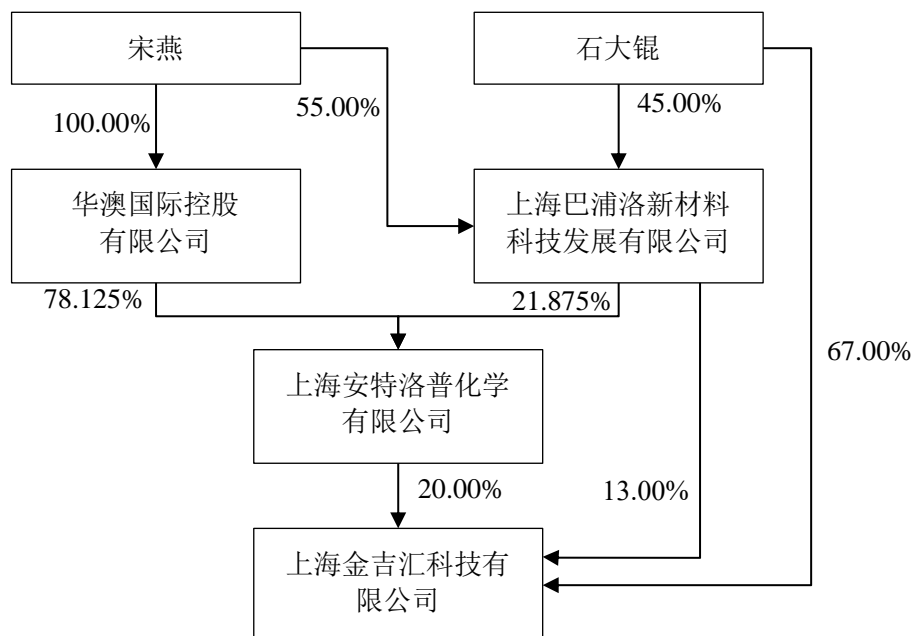 宋燕
石大锟
100.00%
55.00%
45.00%
华澳国际控股
有限公司
上海巴浦洛新材料
科技发展有限公司
78.125%
21.875%
67.00%
上海安特洛普化学
有限公司
20.00%
13.00%
上海金吉汇科技有
限公司